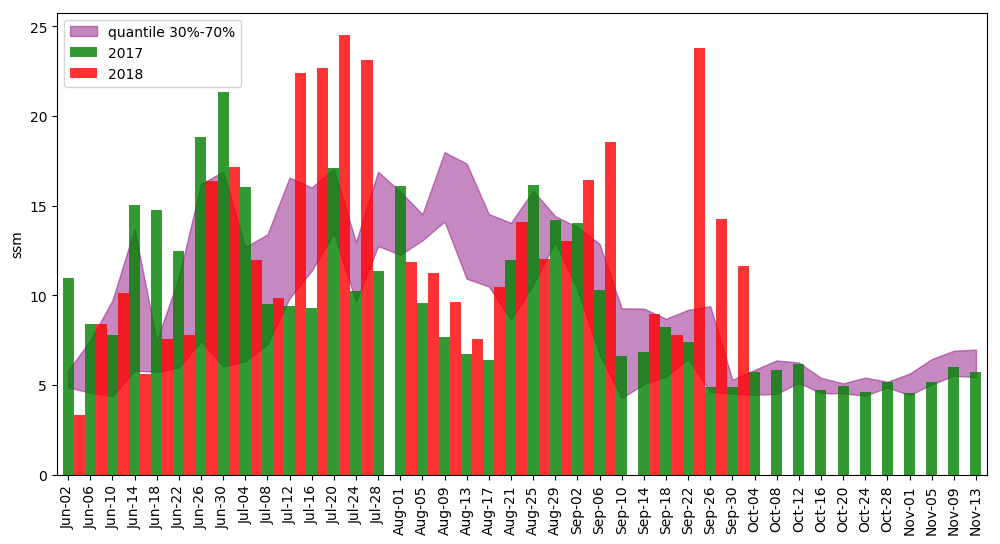 25
20
15
10
5
0
ssm
quantile 30%-70%
2017
2018
Jun-02
Jun-06
Jun-10
Jun-14
Jun-18
Jun-22
Jun-26
Jun-30
Jul-04
Jul-08
Jul-12
Jul-16
Jul-20
Jul-24
Jul-28
Aug-01
Aug-05
Aug-09
Aug-13
Aug-17
Aug-21
Aug-25
Aug-29
Sep-02
Sep-06
Sep-10
Sep-14
Sep-18
Sep-22
Sep-26
Sep-30
Oct-04
Oct-08
Oct-12
Oct-16
Oct-20
Oct-24
Oct-28
Nov-01
Nov-05
Nov-09
Nov-13